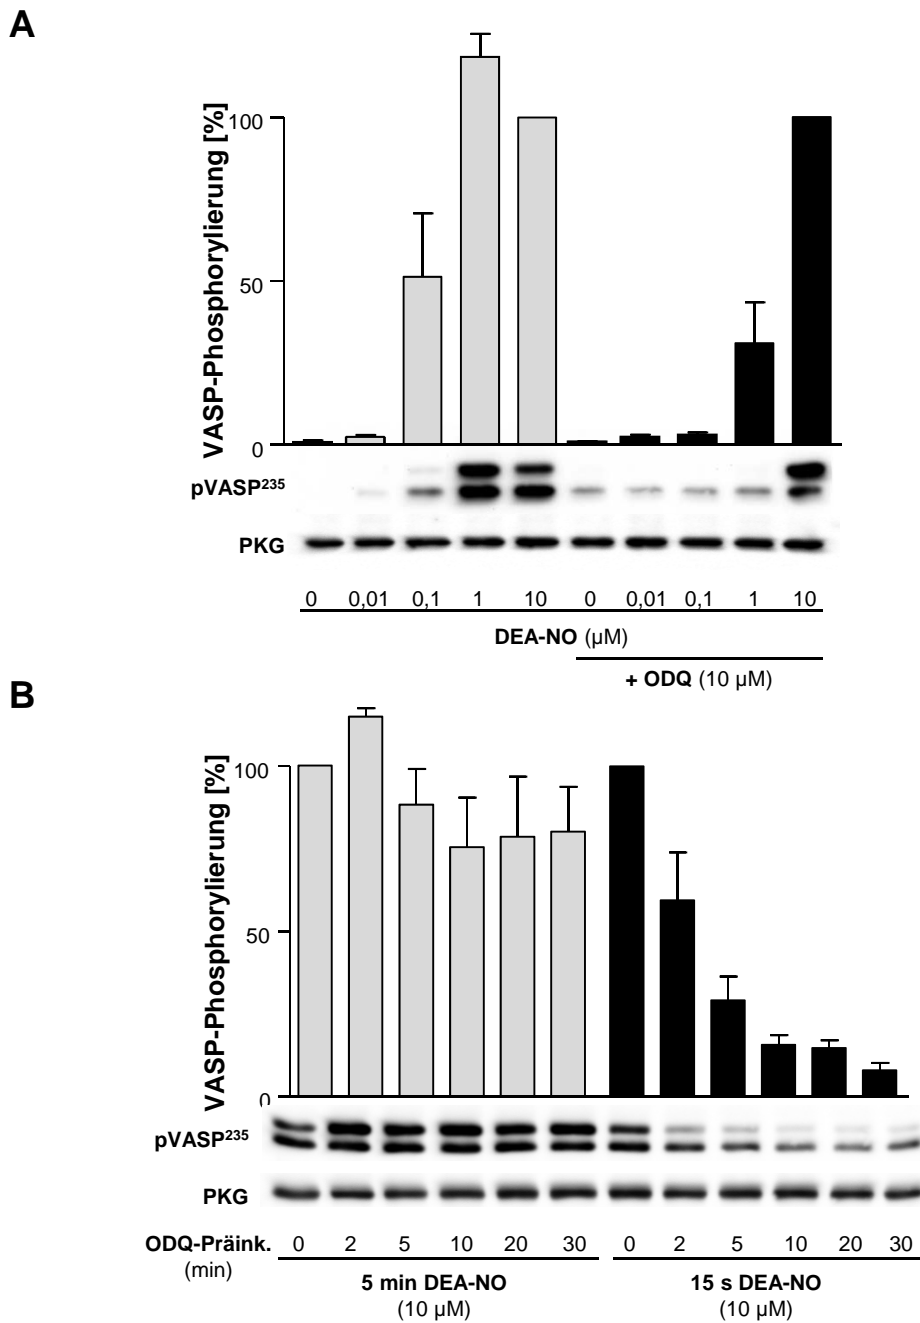 A
VASP-Phosphorylierung [%]
100
50
0
pVASP235
PKG
0 0,01 0,1 1 10 0 0,01 0,1 1 10
DEA-NO (µM)
+ ODQ (10 µM)
B
VASP-Phosphorylierung [%]
100
50
0
pVASP235
PKG
ODQ-Präink. 0 2 5 10 20 30 0 2 5 10 20 30
(min)
5 min DEA-NO 15 s DEA-NO
(10 µM) (10 µM)